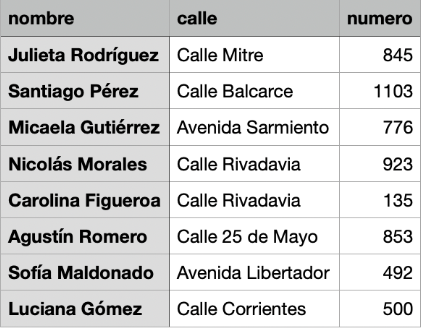 nombre calle numero
Julieta Rodríguez Calle Mitre 845
Santiago Pérez Calle Balcarce 1103
Micaela Gutiérrez Avenida Sarmiento 776
Nicolás Morales Calle Rivadavia 923
Carolina Figueroa Calle Rivadavia 135
Agustín Romero Calle 25 de Mayo 853
Sofía Maldonado Avenida Libertador 492
Luciana Gómez Calle Corrientes 500